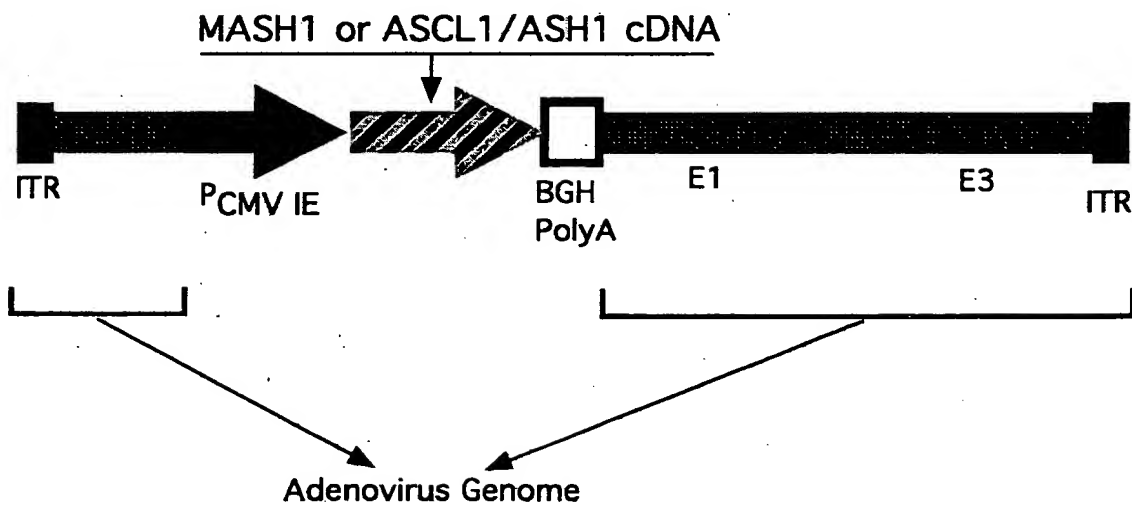 MASH1 or ASCL1/ASH1 cDNA
ITR
PCMV IE
BGH
PolyA
E1
E3
ITR
Adenovirus Genome